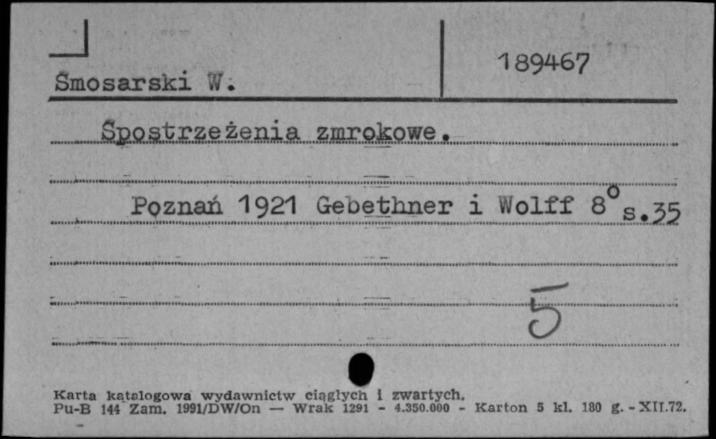 189467
Smosarski W.
Spostrzeżenia zmrokowe.
Poznań 1921 Gebethner i Wolff 8° s.35
5
Karta katalogowa wydawnictw ciągłych i zwartych.
Pu-B 144 Zam. 1991/DW/On — Wrak 1291 - 4.350.000 - Karton 5 kl. 180 g. - XII.72.